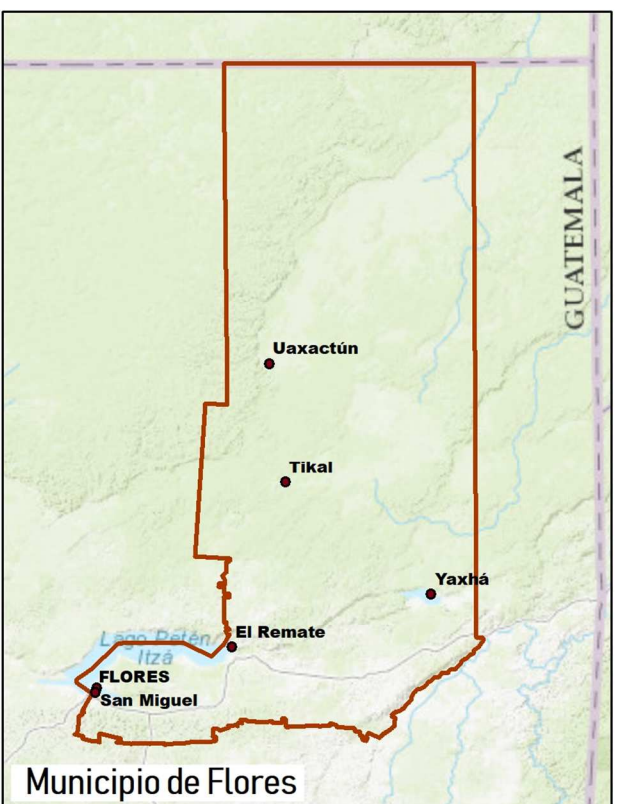 GUATEMALA
Uaxactún
Tikal
Yaxhá
El Remate
Lago Petén
Itzá
FLORES
San Miguel
Municipio de Flores